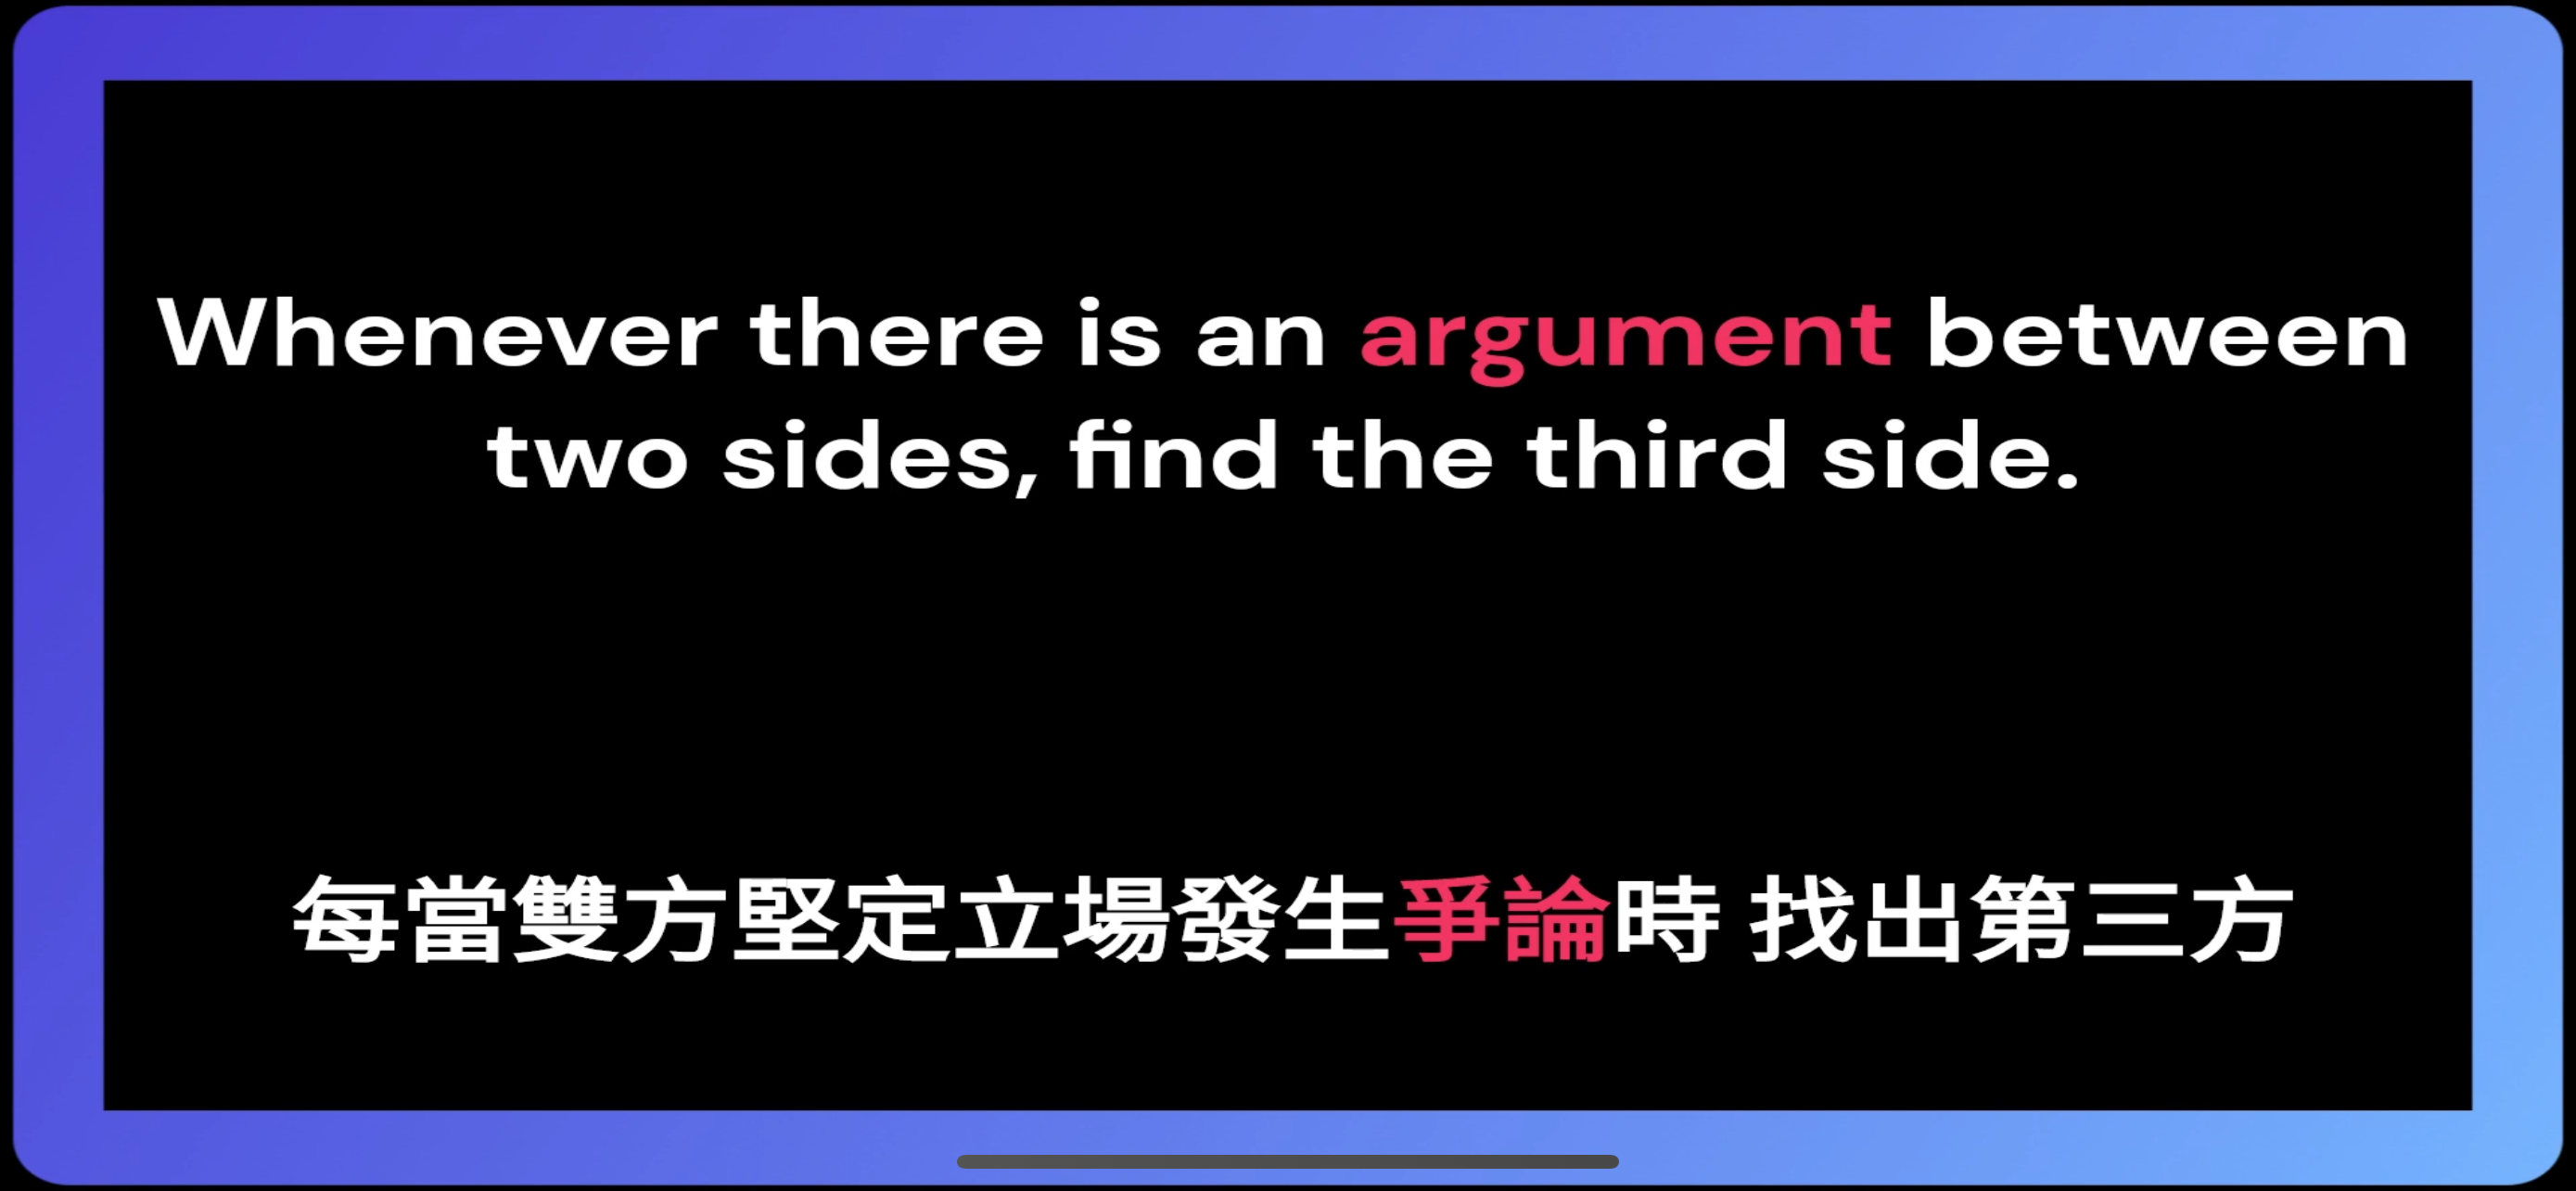 Whenever there is an argument between
two sides, find the third side.
每當雙方堅定立場發生爭論時 找出第三方